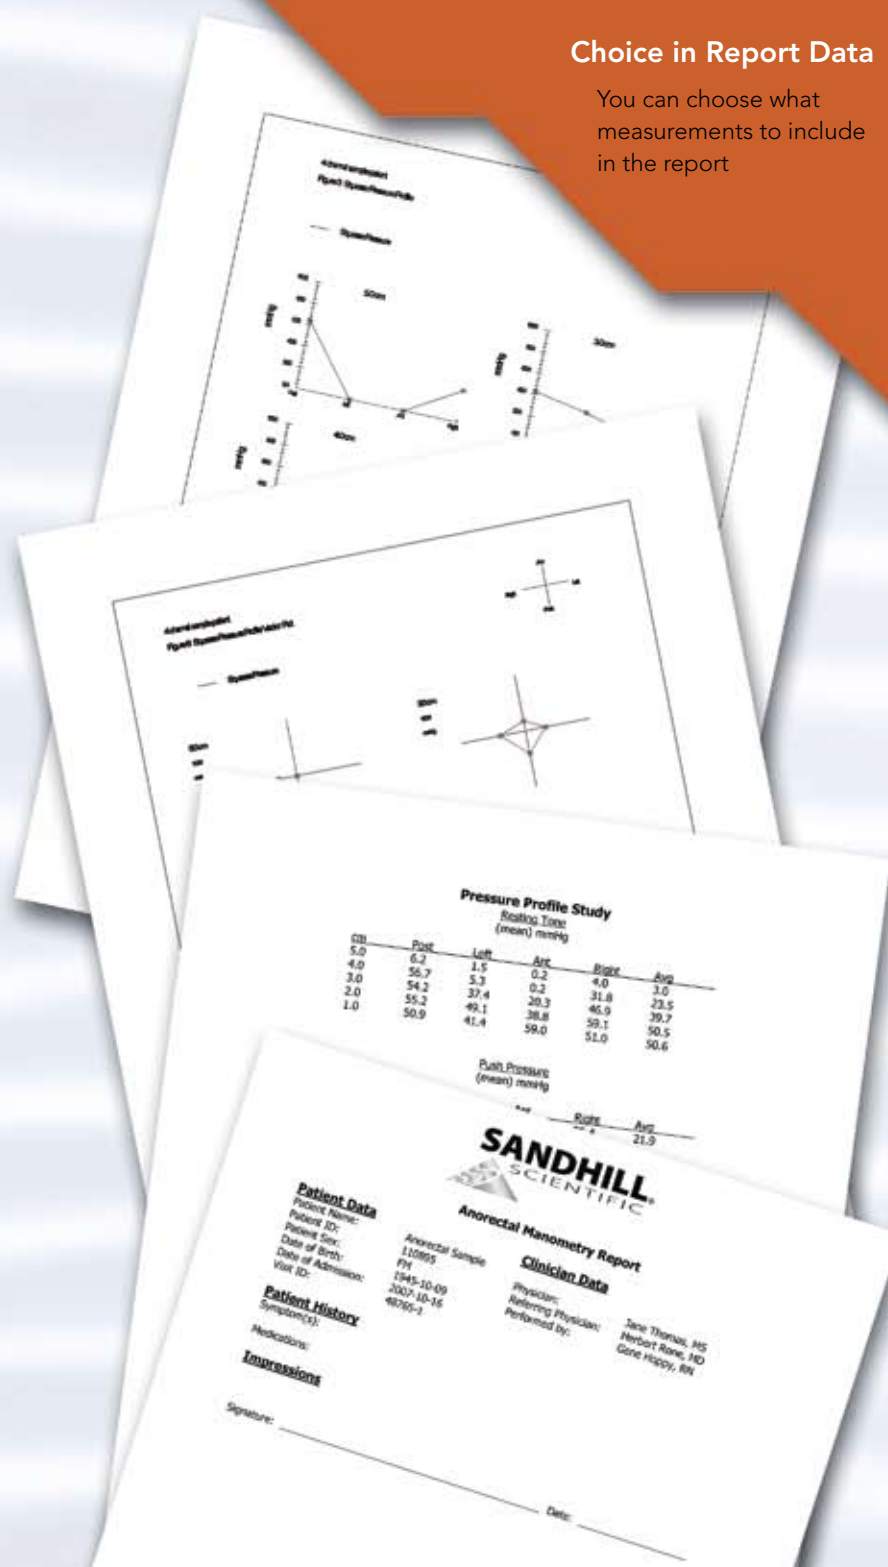 Choice in Report Data
You can choose what
measurements to include
in the report
50cm
30cm
mmHg
mmHg
40cm
mmHg
Pressure Profile Study
Resting Tone
(mean) mmHg
cm Post Left Ant Right Avg
5.0 6.2 1.5 0.2 4.0 3.0
4.0 56.7 5.3 0.2 31.8 23.5
3.0 54.2 37.4 20.3 46.9 39.7
2.0 55.2 49.1 38.8 59.1 50.5
1.0 50.9 41.4 59.0 51.0 50.6
Push Pressure
(mean) mmHg
Right Avg
21.9
SANDHILL®
SCIENTIFIC
Anorectal Manometry Report
Patient Data
Patient Name: Anorectal Sample
Patient ID: 110895
Patient Sex: FM
Date of Birth: 1945-10-09
Date of Admission: 2007-10-16
Visit ID: 48765-1
Clinician Data
Physician: Jane Thomas, MS
Referring Physician: Herbert Rone, MD
Performed by: Gene Hoppy, RN
Patient History
Symptom(s):
Medications:
Impressions
Signature:
Date: